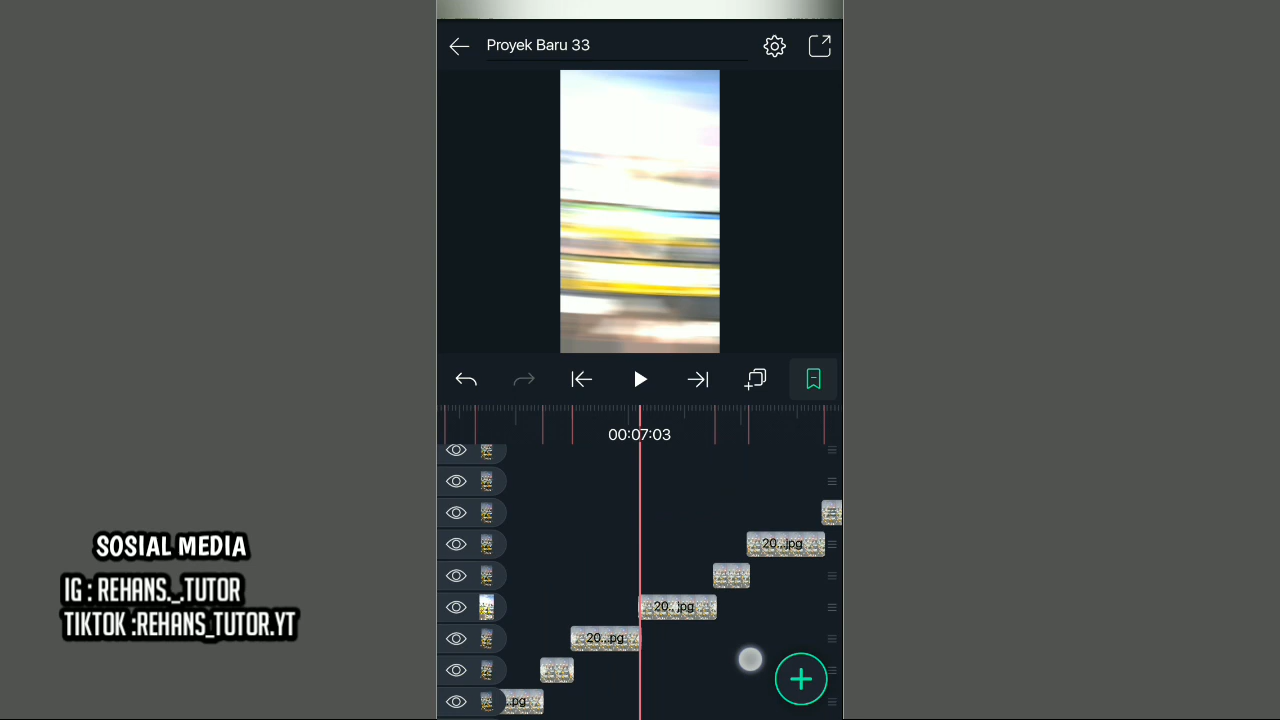 Proyek Baru 33
00:07:03
20...jpg
20...jpg
20...pg
...pg
SOSIAL MEDIA
IG : REHANS._.TUTOR
TIKTOK :REHANS_TUTOR.YT